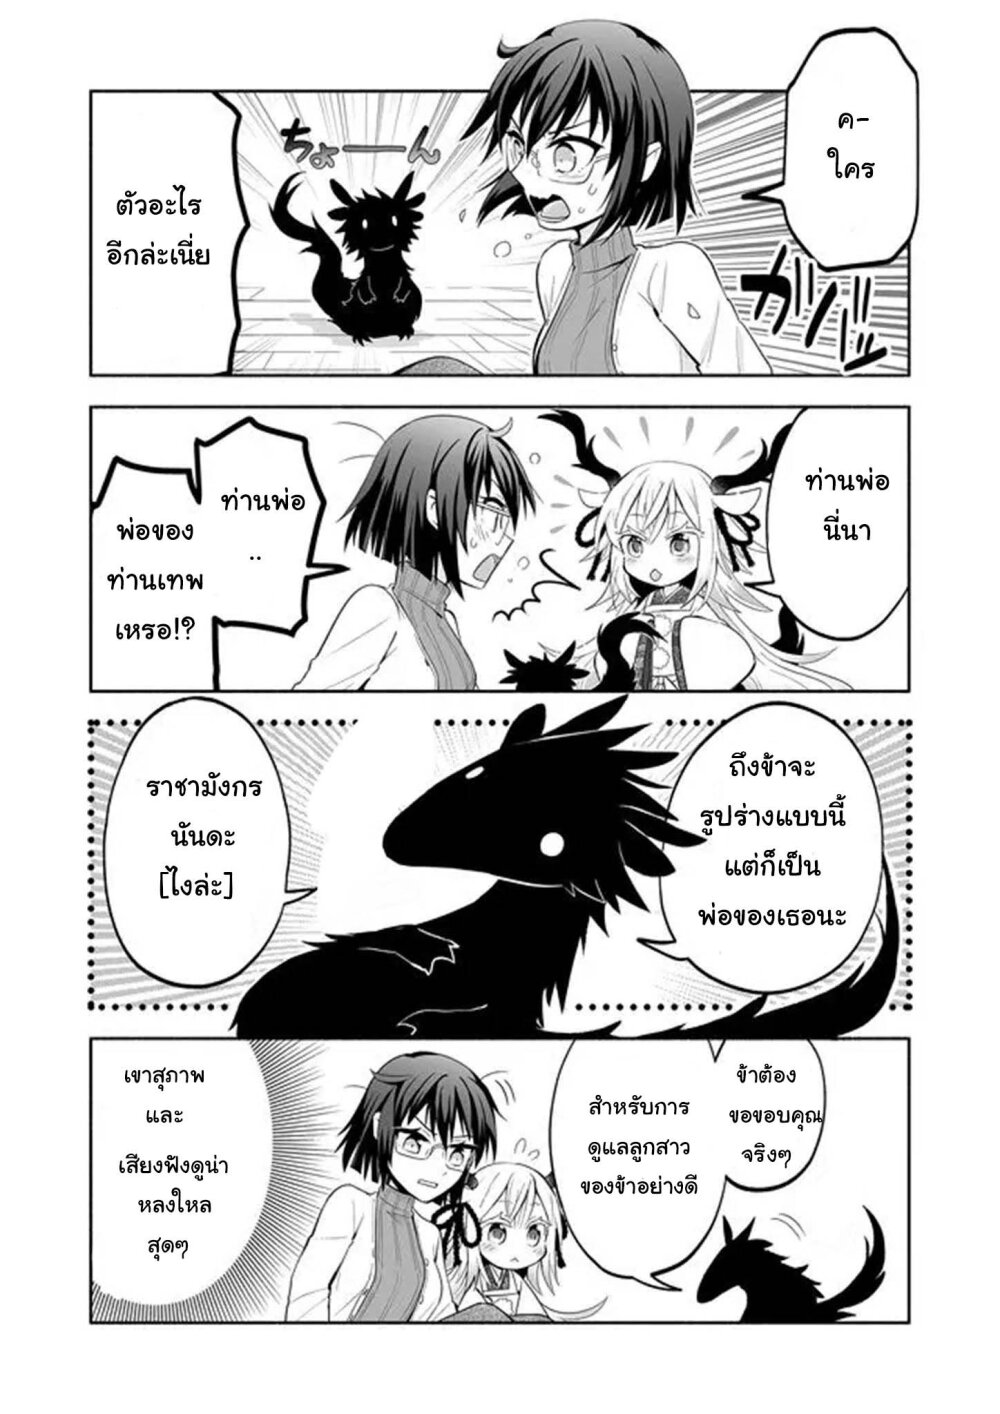 ค-
ใคร
ガーン
ちょーーん
ตัวอะไร
อีกล่ะเนี่ย
ท่านพ่อ
นี่นา
ท่านพ่อ
..
พ่อของ
ท่านเทพ
เหรอ!?
ถึงข้าจะ
รูปร่างแบบนี้
แต่ก็เป็น
พ่อของเธอนะ
ราชามังกร
นันดะ
[ไงล่ะ]
ข้าต้อง
ขอขอบคุณ
จริงๆ
สำหรับการ
ดูแลลูกสาว
ของข้าอย่างดี
เขาสุภาพ
และ
เสียงฟังดูน่า
หลงใหล
สุดๆ